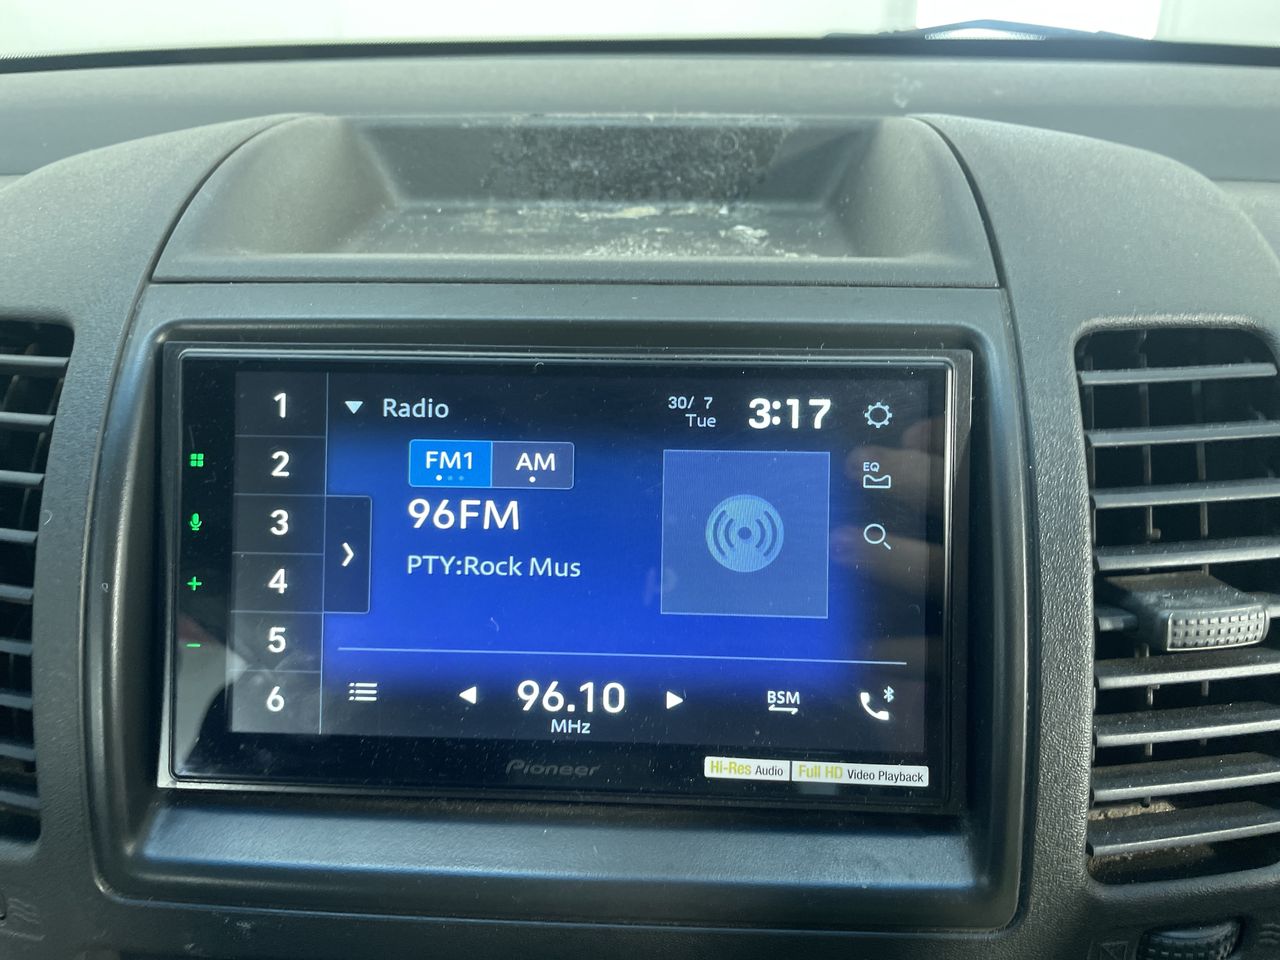 1
2
3
4
5
6
Radio
30/ 7
Tue
3:17
FM1
AM
EQ
96FM
PTY:Rock Mus
96.10
MHz
BSM
Pioneer
Hi-Res Audio
Full HD Video Playback